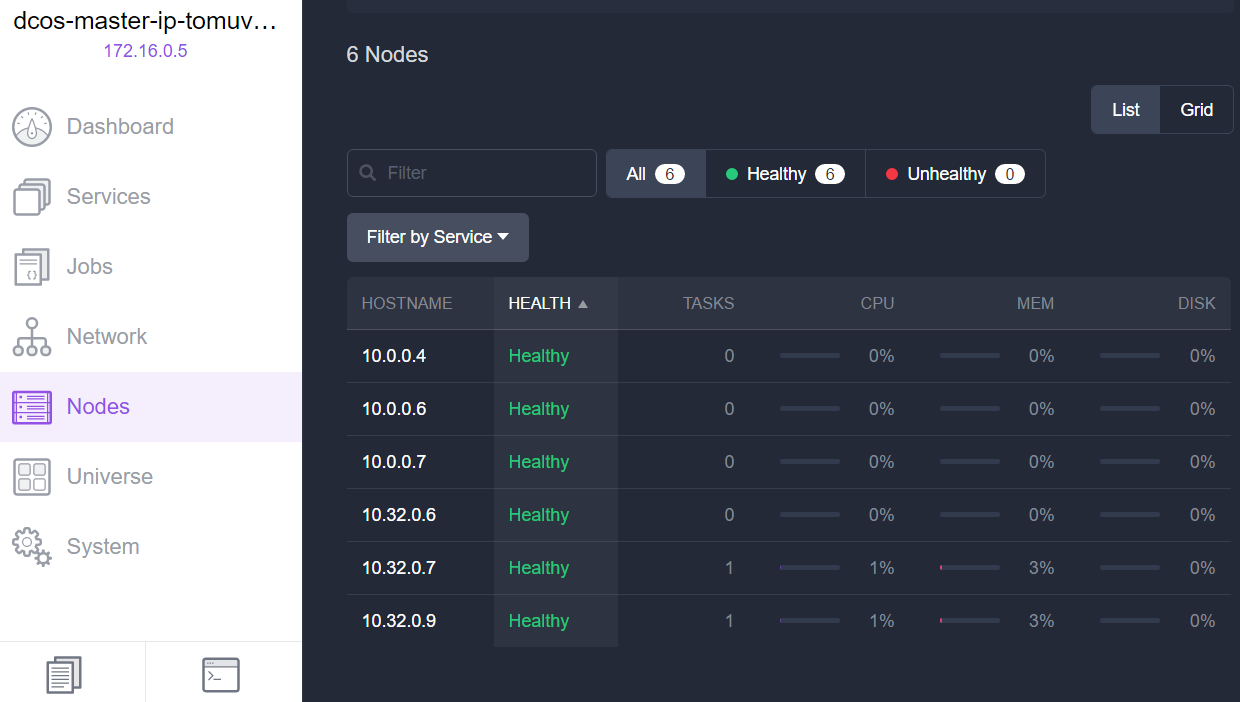 dcos-master-ip-tomuv…
172.16.0.5
Dashboard
Services
Jobs
Network
Nodes
Universe
System
6 Nodes
List Grid
Filter All 6 Healthy 6 Unhealthy 0
Filter by Service
HOSTNAME HEALTH TASKS CPU MEM DISK
10.0.0.4 Healthy 0 0% 0% 0%
10.0.0.6 Healthy 0 0% 0% 0%
10.0.0.7 Healthy 0 0% 0% 0%
10.32.0.6 Healthy 0 0% 0% 0%
10.32.0.7 Healthy 1 1% 3% 0%
10.32.0.9 Healthy 1 1% 3% 0%